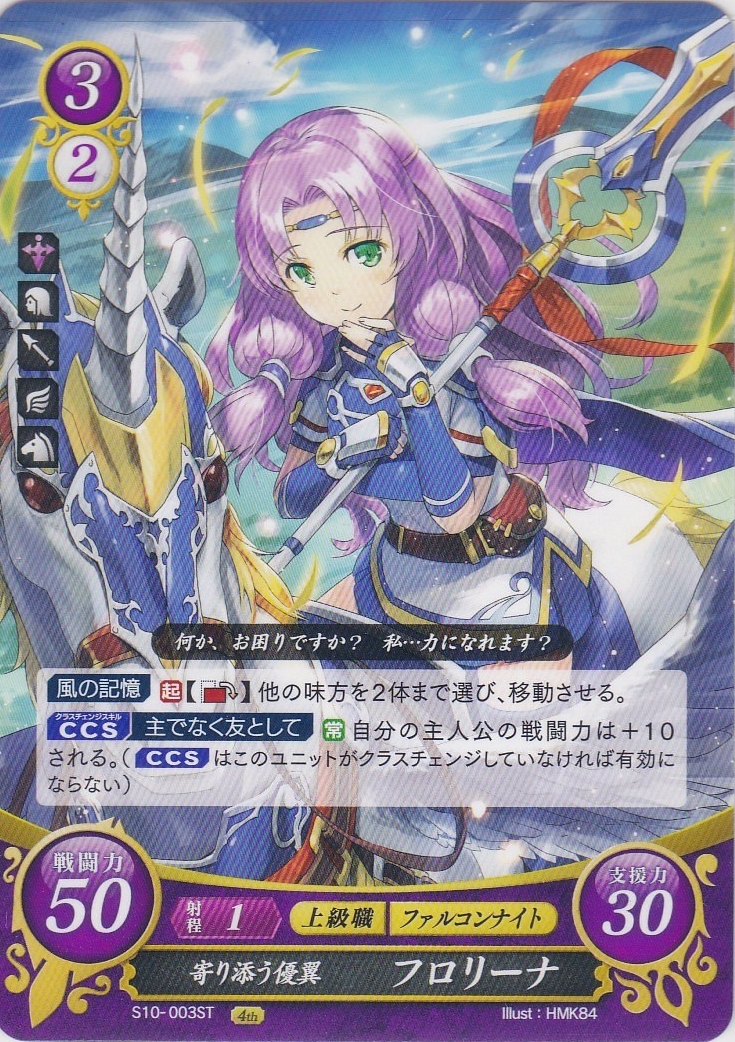 3
2
何か、お困りですか? 私…力になれます?
風の記憶 起【】他の味方を2体まで選び、移動させる。
クラスチェンジスキル
CCS 主でなく友として 常 自分の主人公の戦闘力は+10
される。(CCSはこのユニットがクラスチェンジしていなければ有効に
ならない)
戦闘力
50
射程 1 上級職 ファルコンナイト
支援力
30
寄り添う優翼 フロリーナ
S10-003ST 4th Illust : HMK84